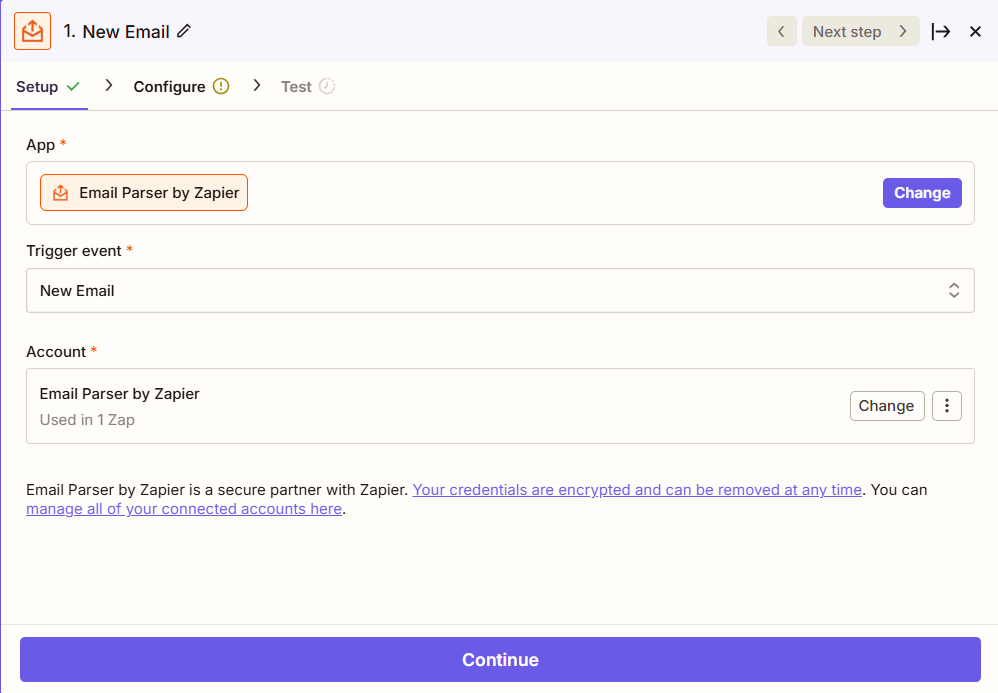 1. New Email
Next step
Setup
Configure
Test
App *
Email Parser by Zapier
Change
Trigger event *
New Email
Account *
Email Parser by Zapier
Used in 1 Zap
Change
Email Parser by Zapier is a secure partner with Zapier. Your credentials are encrypted and can be removed at any time. You can
manage all of your connected accounts here.
Continue